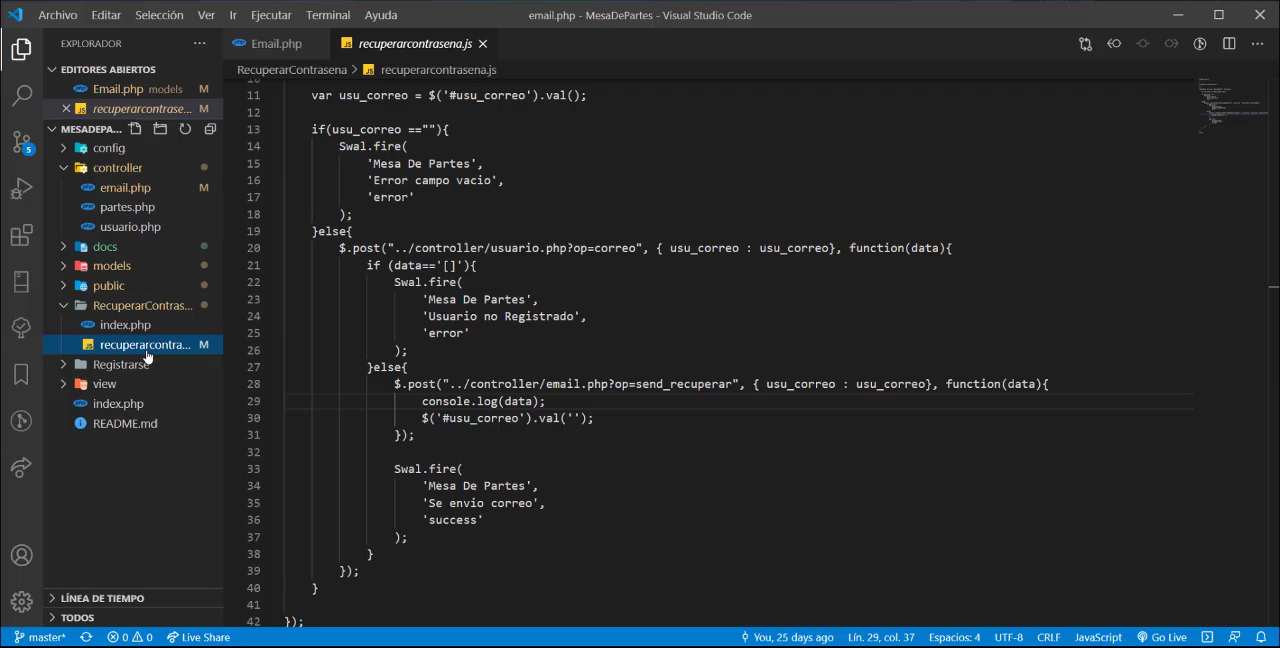 Archivo Editar Selección Ver Ir Ejecutar Terminal Ayuda
email.php - MesaDePartes - Visual Studio Code
EXPLORADOR
Email.php
recuperarcontrasena.js
EDITORES ABIERTOS
Email.php models M
recuperarcontrase... M
MESADEPA...
config
controller
email.php M
partes.php
usuario.php
docs
models
public
RecuperarContras...
index.php
recuperarcontra... M
Registrarse
view
index.php
README.md
LÍNEA DE TIEMPO
TODOS
5
RecuperarContrasena > recuperarcontrasena.js
11 var usu_correo = $('#usu_correo').val();
12
13 if(usu_correo ==""){
14 Swal.fire(
15 'Mesa De Partes',
16 'Error campo vacio',
17 'error'
18 );
19 }else{
20 $.post("../controller/usuario.php?op=correo", { usu_correo : usu_correo}, function(data){
21 if (data=='[]'){
22 Swal.fire(
23 'Mesa De Partes',
24 'Usuario no Registrado',
25 'error'
26 );
27 }else{
28 $.post("../controller/email.php?op=send_recuperar", { usu_correo : usu_correo}, function(data){
29 console.log(data);
30 $('#usu_correo').val('');
31 });
32
33 Swal.fire(
34 'Mesa De Partes',
35 'Se envio correo',
36 'success'
37 );
38 }
39 });
40 }
41
42 });
master* 0 0 Live Share
You, 25 days ago Lín. 29, col. 37 Espacios: 4 UTF-8 CRLF JavaScript Go Live